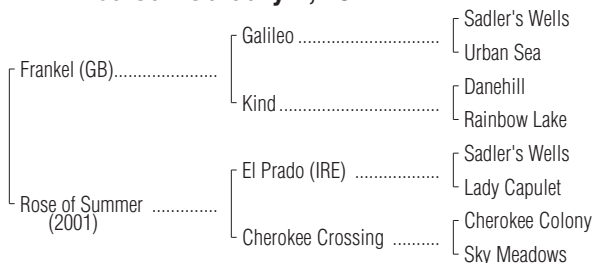 Sadler's Wells
Galileo ................................
Urban Sea
Frankel (GB).......................
Danehill
Kind....................................
Rainbow Lake
Sadler's Wells
El Prado (IRE) ...................
Lady Capulet
Rose of Summer ..............
(2001)
Cherokee Colony
Cherokee Crossing ..........
Sky Meadows